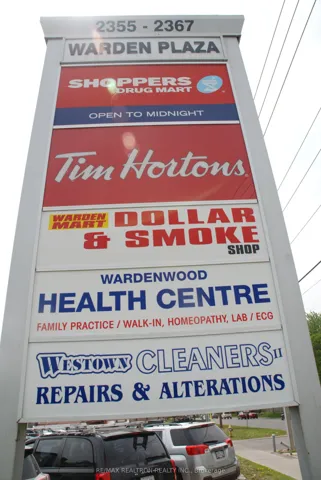 2355 - 2367
WARDEN PLAZA
SHOPPERS
DRUG MART
OPEN TO MIDNIGHT
Tim Hortons
WARDEN
MART
DOLLAR
& SMOKE
SHOP
WARDENWOOD
HEALTH CENTRE
FAMILY PRACTICE / WALK-IN, HOMEOPATHY, LAB / ECG
WESTOWN CLEANERS II
REPAIRS & ALTERATIONS
RE/MAX REALTRON REALTY INC., Brokerage